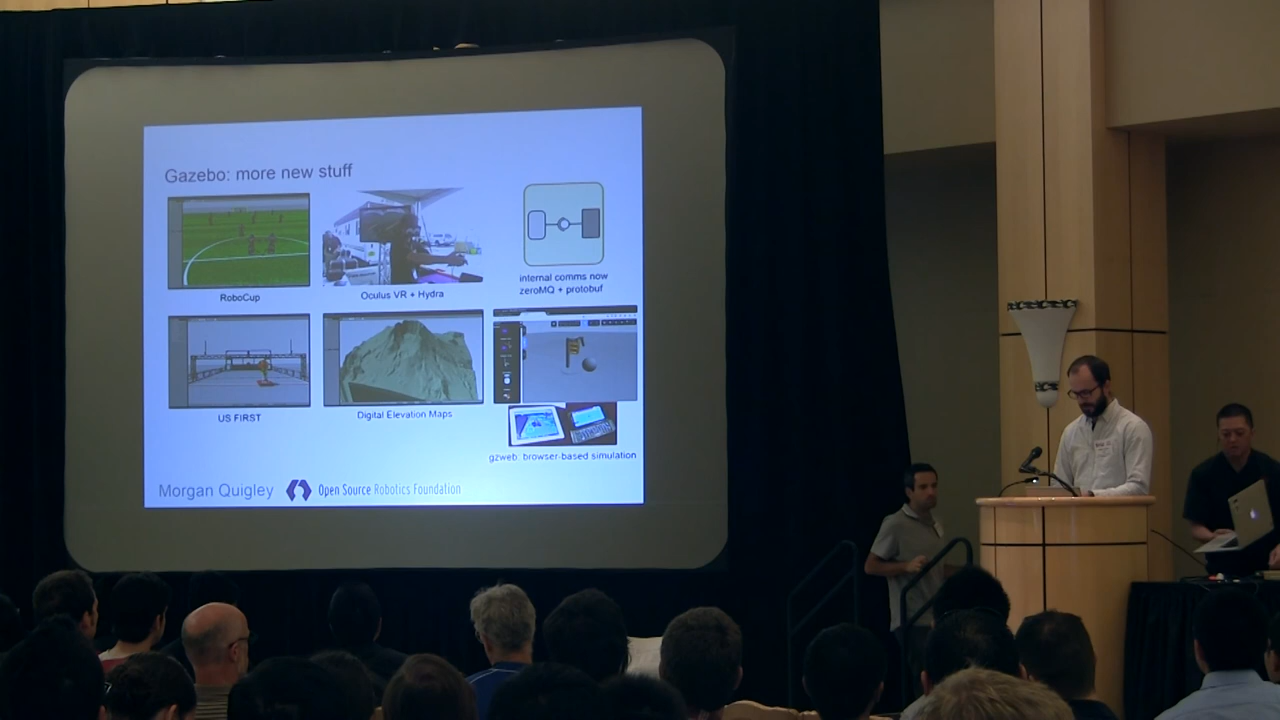 Gazebo: more new stuff
RoboCup
Oculus VR + Hydra
internal comms now
zeroMQ + protobuf
US FIRST
Digital Elevation Maps
gzweb: browser-based simulation
Morgan Quigley
Open Source Robotics Foundation